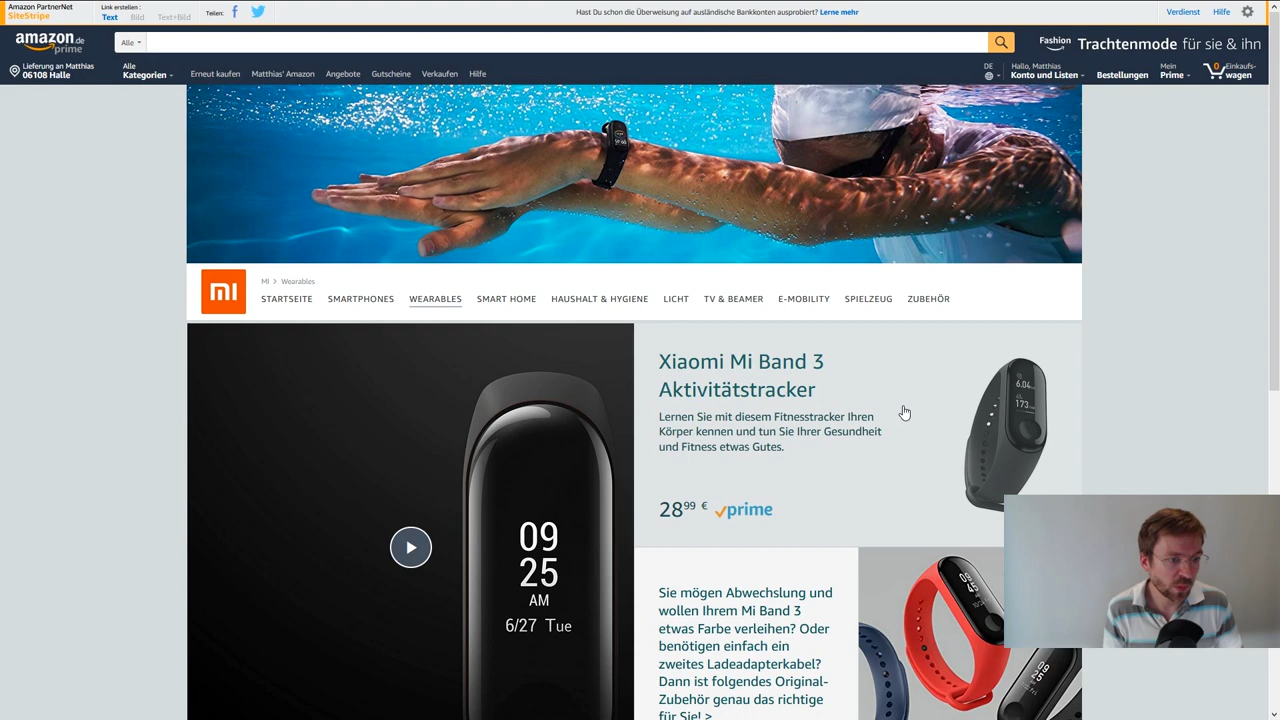 Amazon PartnerNet
SiteStripe
Link erstellen :
Text Bild Text+Bild
Teilen:
Hast Du schon die Überweisung auf ausländische Bankkonten ausprobiert? Lerne mehr
Verdienst Hilfe
amazon.de
prime
Alle
Fashion
Trachtenmode für sie & ihn
Lieferung an Matthias
06108 Halle
Alle
Kategorien
Erneut kaufen Matthias' Amazon Angebote Gutscheine Verkaufen Hilfe
DE
Hallo, Matthias
Konto und Listen
Bestellungen
Mein
Prime
0
Einkaufs-
wagen
MI
MI > Wearables
STARTSEITE SMARTPHONES WEARABLES SMART HOME HAUSHALT & HYGIENE LICHT TV & BEAMER E-MOBILITY SPIELZEUG ZUBEHÖR
09
25
AM
6/27 Tue
Xiaomi Mi Band 3
Aktivitätstracker
Lernen Sie mit diesem Fitnesstracker Ihren
Körper kennen und tun Sie Ihrer Gesundheit
und Fitness etwas Gutes.
28 99 € prime
6.04
173
Sie mögen Abwechslung und
wollen Ihrem Mi Band 3
etwas Farbe verleihen? Oder
benötigen einfach ein
zweites Ladeadapterkabel?
Dann ist folgendes Original-
Zubehör genau das richtige
für Sie! >